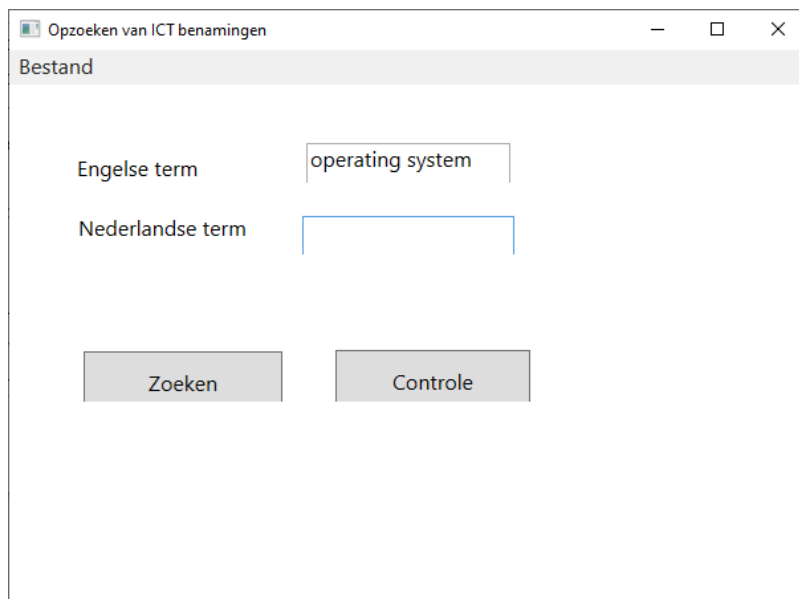 Opzoeken van ICT benamingen
Bestand
Engelse term
operating system
Nederlandse term
Zoeken
Controle